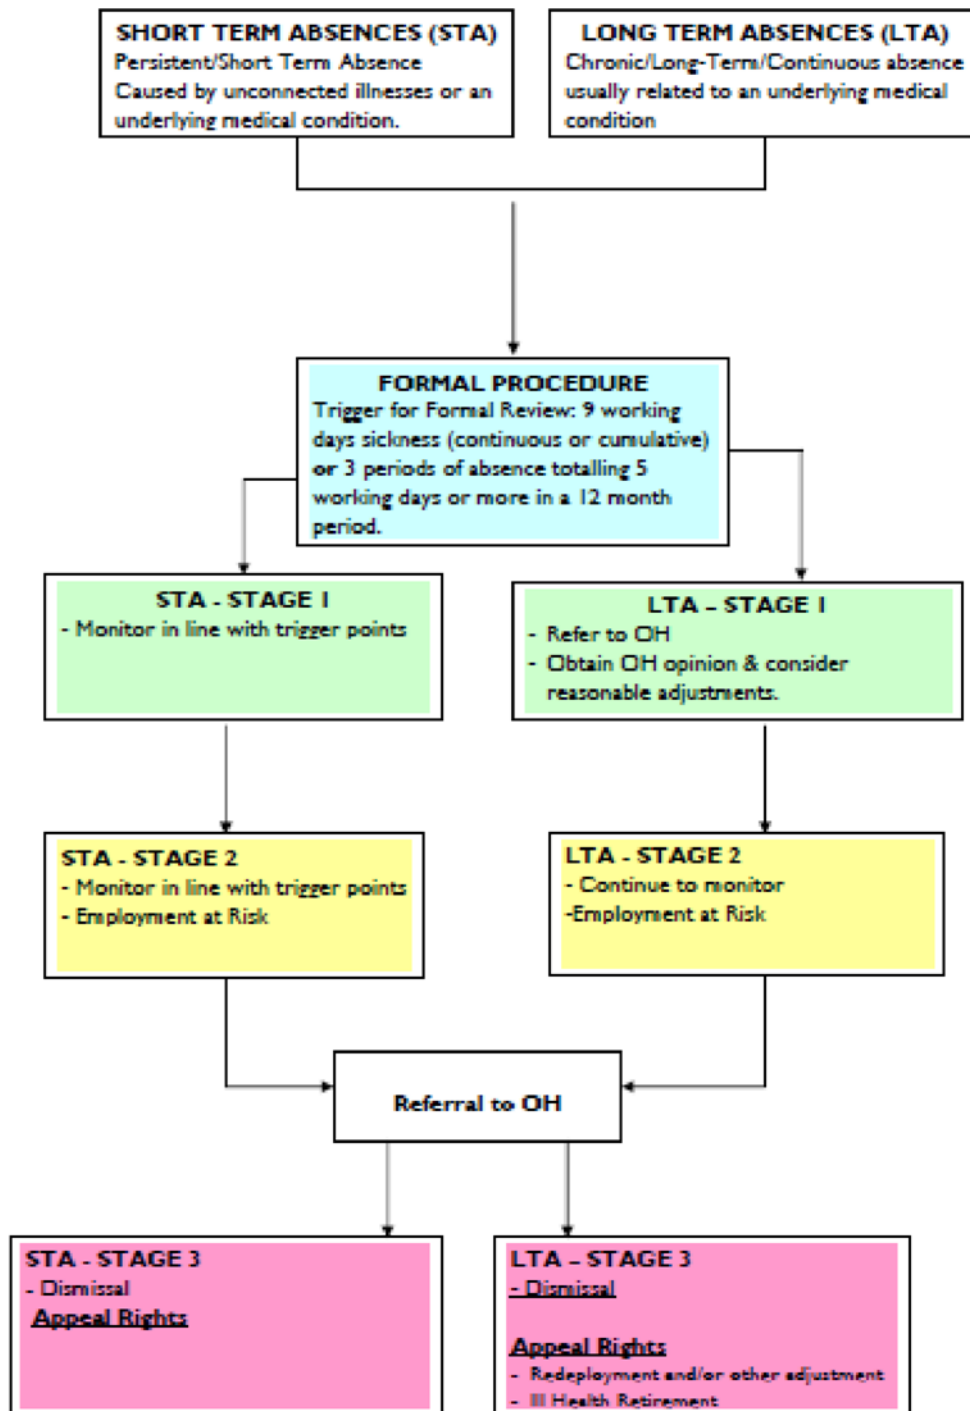 SHORT TERM ABSENCES (STA)
Persistent/Short Term Absence
Caused by unconnected illnesses or an
underlying medical condition.
LONG TERM ABSENCES (LTA)
Chronic/Long-Term/Continuous absence
usually related to an underlying medical
condition
FORMAL PROCEDURE
Trigger for Formal Review: 9 working
days sickness (continuous or cumulative)
or 3 periods of absence totalling 5
working days or more in a 12 month
period.
STA - STAGE 1
- Monitor in line with trigger points
LTA – STAGE 1
- Refer to OH
- Obtain OH opinion & consider
reasonable adjustments.
STA - STAGE 2
- Monitor in line with trigger points
- Employment at Risk
LTA - STAGE 2
- Continue to monitor
-Employment at Risk
Referral to OH
STA - STAGE 3
- Dismissal
Appeal Rights
LTA – STAGE 3
- Dismissal
Appeal Rights
- Redeployment and/or other adjustment
- Ill Health Retirement